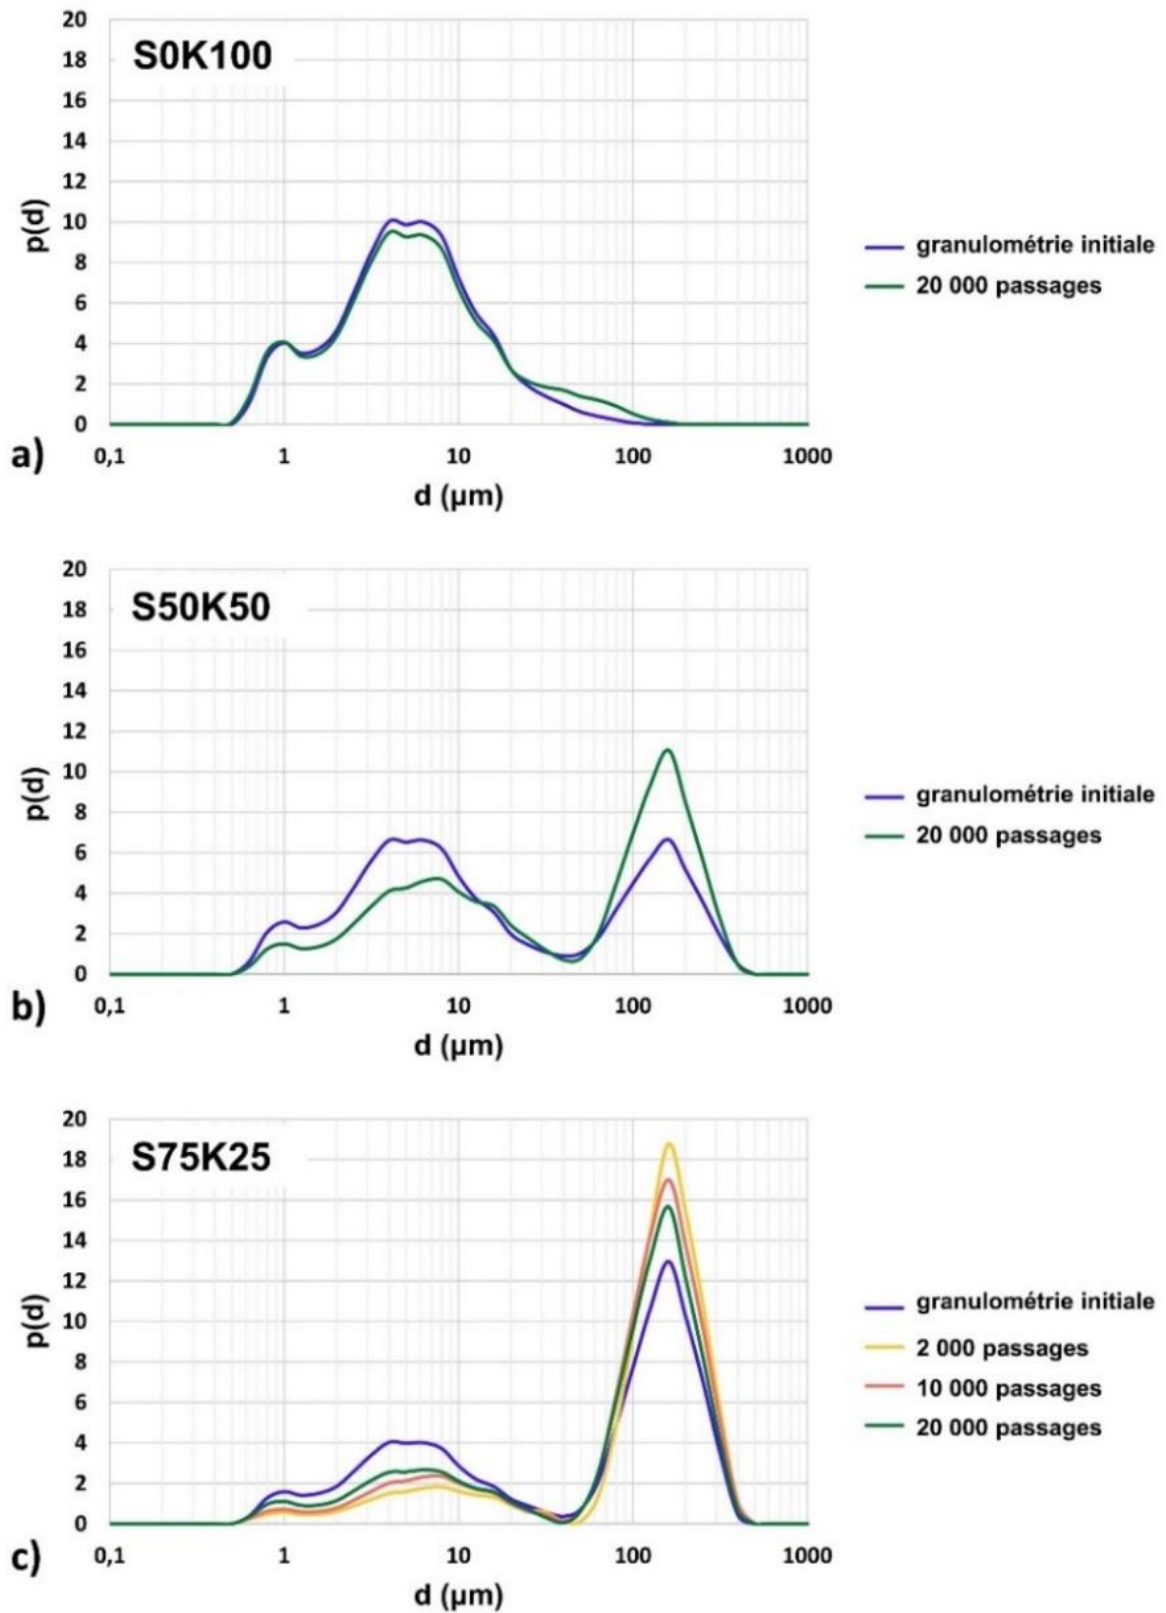 S0K100
20
18
16
14
12
10
8
6
4
2
0
p(d)
0,1 1 10 100 1000
d (µm)
a)
granulométrie initiale
20 000 passages
S50K50
20
18
16
14
12
10
8
6
4
2
0
p(d)
0,1 1 10 100 1000
d (µm)
b)
granulométrie initiale
20 000 passages
S75K25
20
18
16
14
12
10
8
6
4
2
0
p(d)
0,1 1 10 100 1000
d (µm)
c)
granulométrie initiale
2 000 passages
10 000 passages
20 000 passages